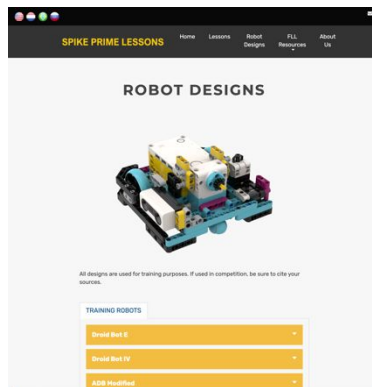 SPIKE PRIME LESSONS
Home
Lessons
Robot
Designs
FLL
Resources
About
Us
ROBOT DESIGNS
All designs are used for training purposes. If used in competition, be sure to cite your
sources.
TRAINING ROBOTS
Droid Bot E
Droid Bot IV
ADB Modified